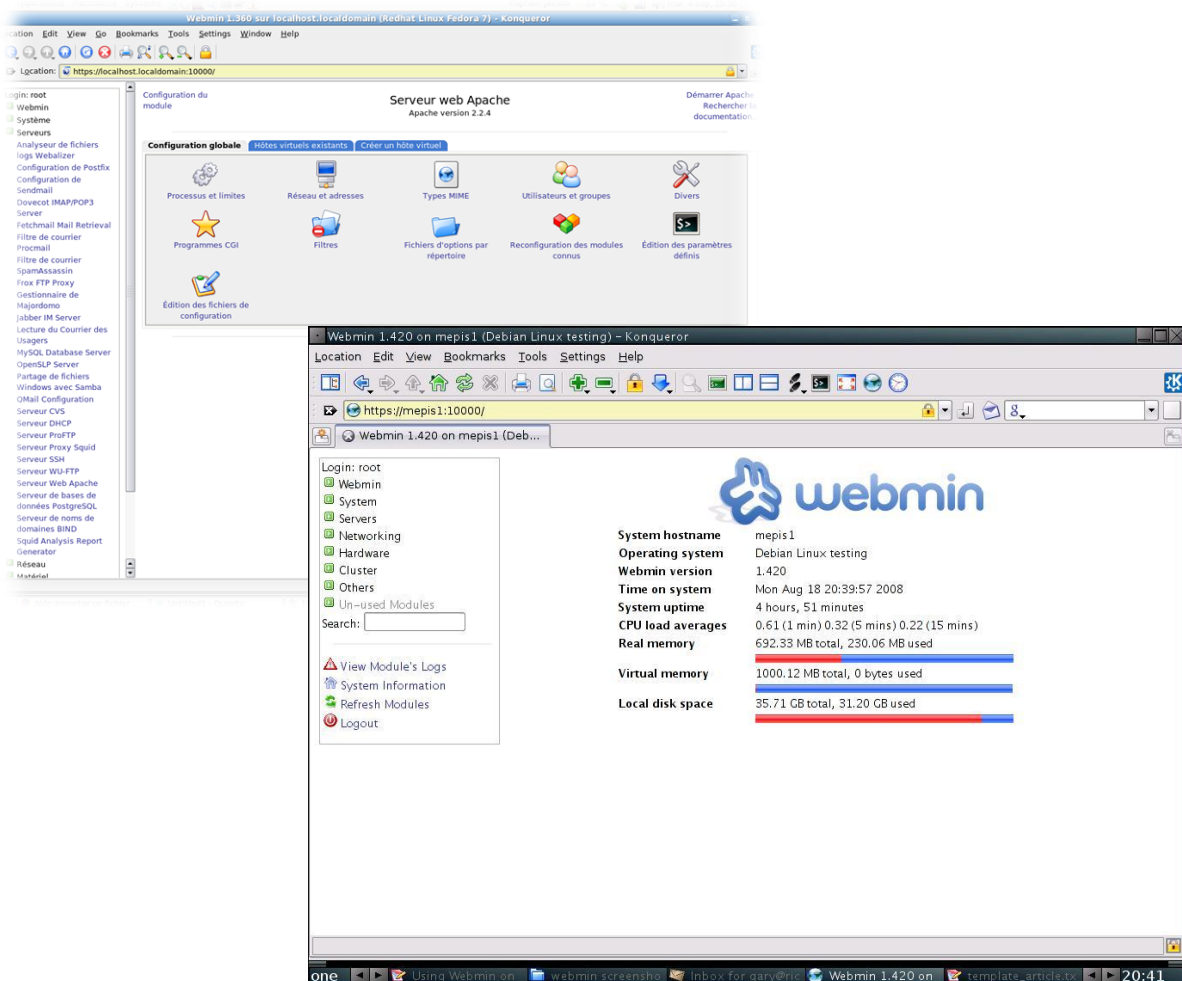 Webmin 1.360 sur localhost.localdomain (Redhat Linux Fedora 7) - Konqueror
Edit View Go Bookmarks Tools Settings Window Help
Location: https://localhost.localdomain:10000/
root
Webmin
Système
Serveurs
Analyseur de fichiers
logs Webalizer
Configuration de Postfix
Configuration de
Sendmail
Dovecot IMAP/POP3
Server
Fetchmail Mail Retrieval
Filtre de courrier
Procmail
Filtre de courrier
SpamAssassin
Frox FTP Proxy
Gestionnaire de
Majordomo
Jabber IM Server
Lecture du Courrier des
Usagers
MySQL Database Server
OpenSLP Server
Partage de fichiers
Windows avec Samba
QMail Configuration
Serveur CVS
Serveur DHCP
Serveur ProFTP
Serveur Proxy Squid
Serveur SSH
Serveur WU-FTP
Serveur Web Apache
Serveur de bases de
données PostgreSQL
Serveur de noms de
domaines BIND
Squid Analysis Report
Generator
Réseau
Matériel
Configuration du
module
Serveur web Apache
Apache version 2.2.4
Démarrer Apache
Rechercher
documentation..
Configuration globale Hôtes virtuels existants Créer un hôte virtuel
Processus et limites Réseau et adresses Types MIME Utilisateurs et groupes Divers
Programmes CGI Filtres Fichiers d'options par Reconfiguration des modules Édition des paramètres
répertoire connus définis
Édition des fichiers de
configuration
Webmin 1.420 on mepis1 (Debian Linux testing) - Konqueror
Location Edit View Bookmarks Tools Settings Help
https://mepis1:10000/
Webmin 1.420 on mepis1 (Deb...
Login: root
Webmin
System
Servers
Networking
Hardware
Cluster
Others
Un-used Modules
Search:
View Module's Logs
System Information
Refresh Modules
Logout
webmin
System hostname mepis1
Operating system Debian Linux testing
Webmin version 1.420
Time on system Mon Aug 18 20:39:57 2008
System uptime 4 hours, 51 minutes
CPU load averages 0.61 (1 min) 0.32 (5 mins) 0.22 (15 mins)
Real memory 692.33 MB total, 230.06 MB used
Virtual memory 1000.12 MB total, 0 bytes used
Local disk space 35.71 GB total, 31.20 GB used
one Using Webmin on webmin screensho Inbox for gary@ric Webmin 1.420 on template_article.tx 20:41